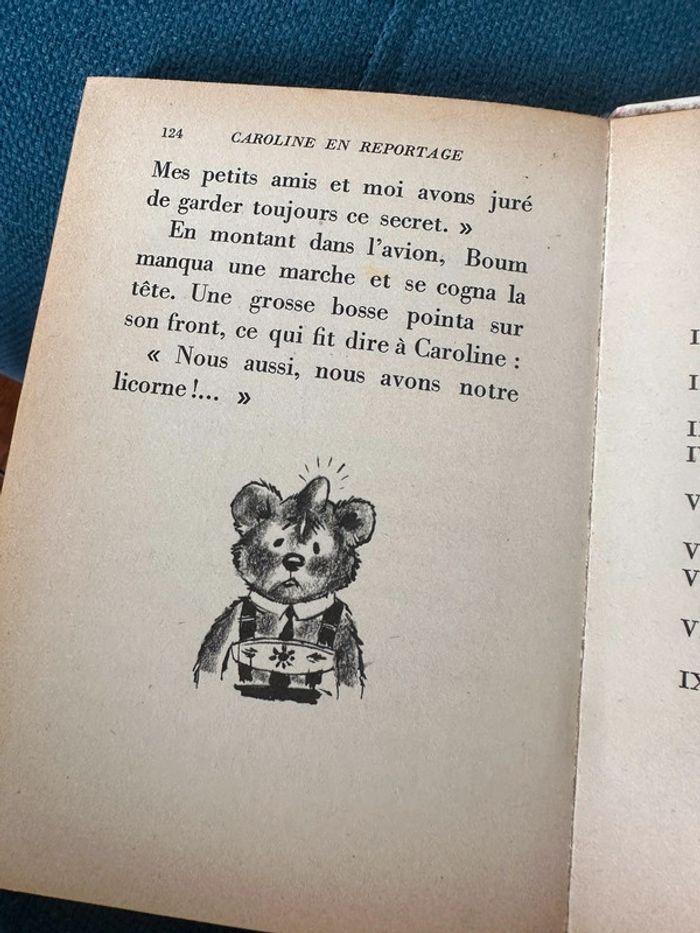 124 CAROLINE EN REPORTAGE
Mes petits amis et moi avons juré
de garder toujours ce secret. »
En montant dans l'avion, Boum
manqua une marche et se cogna la
tête. Une grosse bosse pointa sur
son front, ce qui fit dire à Caroline :
« Nous aussi, nous avons notre
licorne !... »